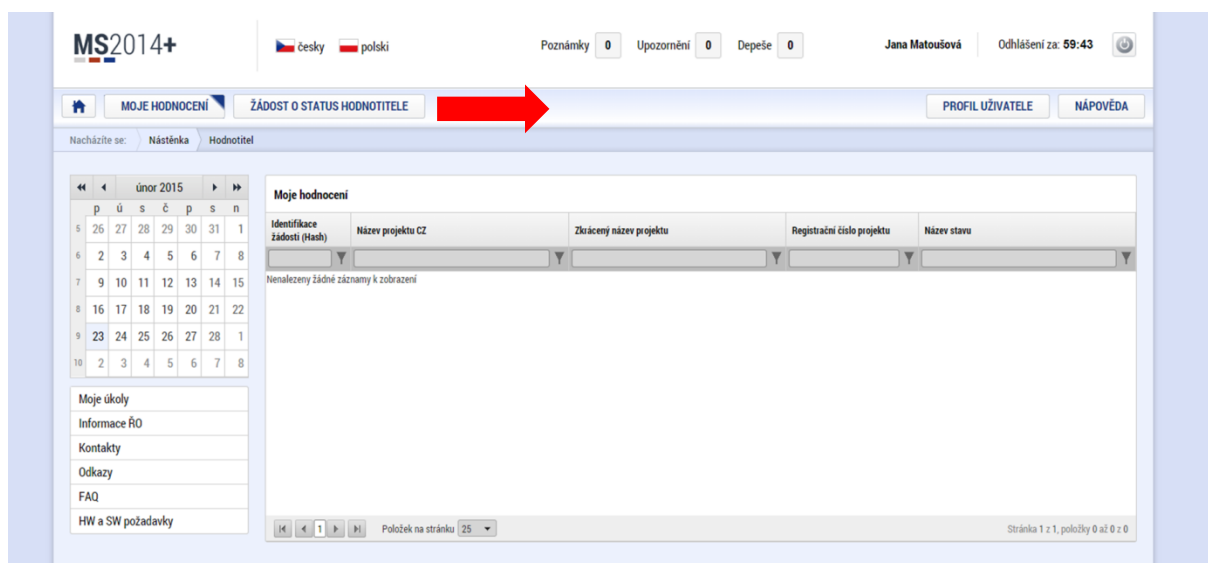 MS2014+
česky polski
Poznámky 0 Upozornění 0 Depeše 0
Jana Matoušová
Odhlášení za: 59:43
MOJE HODNOCENÍ ŽÁDOST O STATUS HODNOTITELE PROFIL UŽIVATELE NÁPOVĚDA
Nacházíte se: Nástěnka Hodnotitel
únor 2015
p ú s č p s n
5 26 27 28 29 30 31 1
6 2 3 4 5 6 7 8
7 9 10 11 12 13 14 15
8 16 17 18 19 20 21 22
9 23 24 25 26 27 28 1
10 2 3 4 5 6 7 8
Moje úkoly
Informace ŘO
Kontakty
Odkazy
FAQ
HW a SW požadavky
Moje hodnocení
Identifikace
žádosti (Hash)
Název projektu CZ
Zkrácený název projektu
Registrační číslo projektu
Název stavu
Nenalezeny žádné záznamy k zobrazení
1 Položek na stránku 25
Stránka 1 z 1, položky 0 až 0 z 0